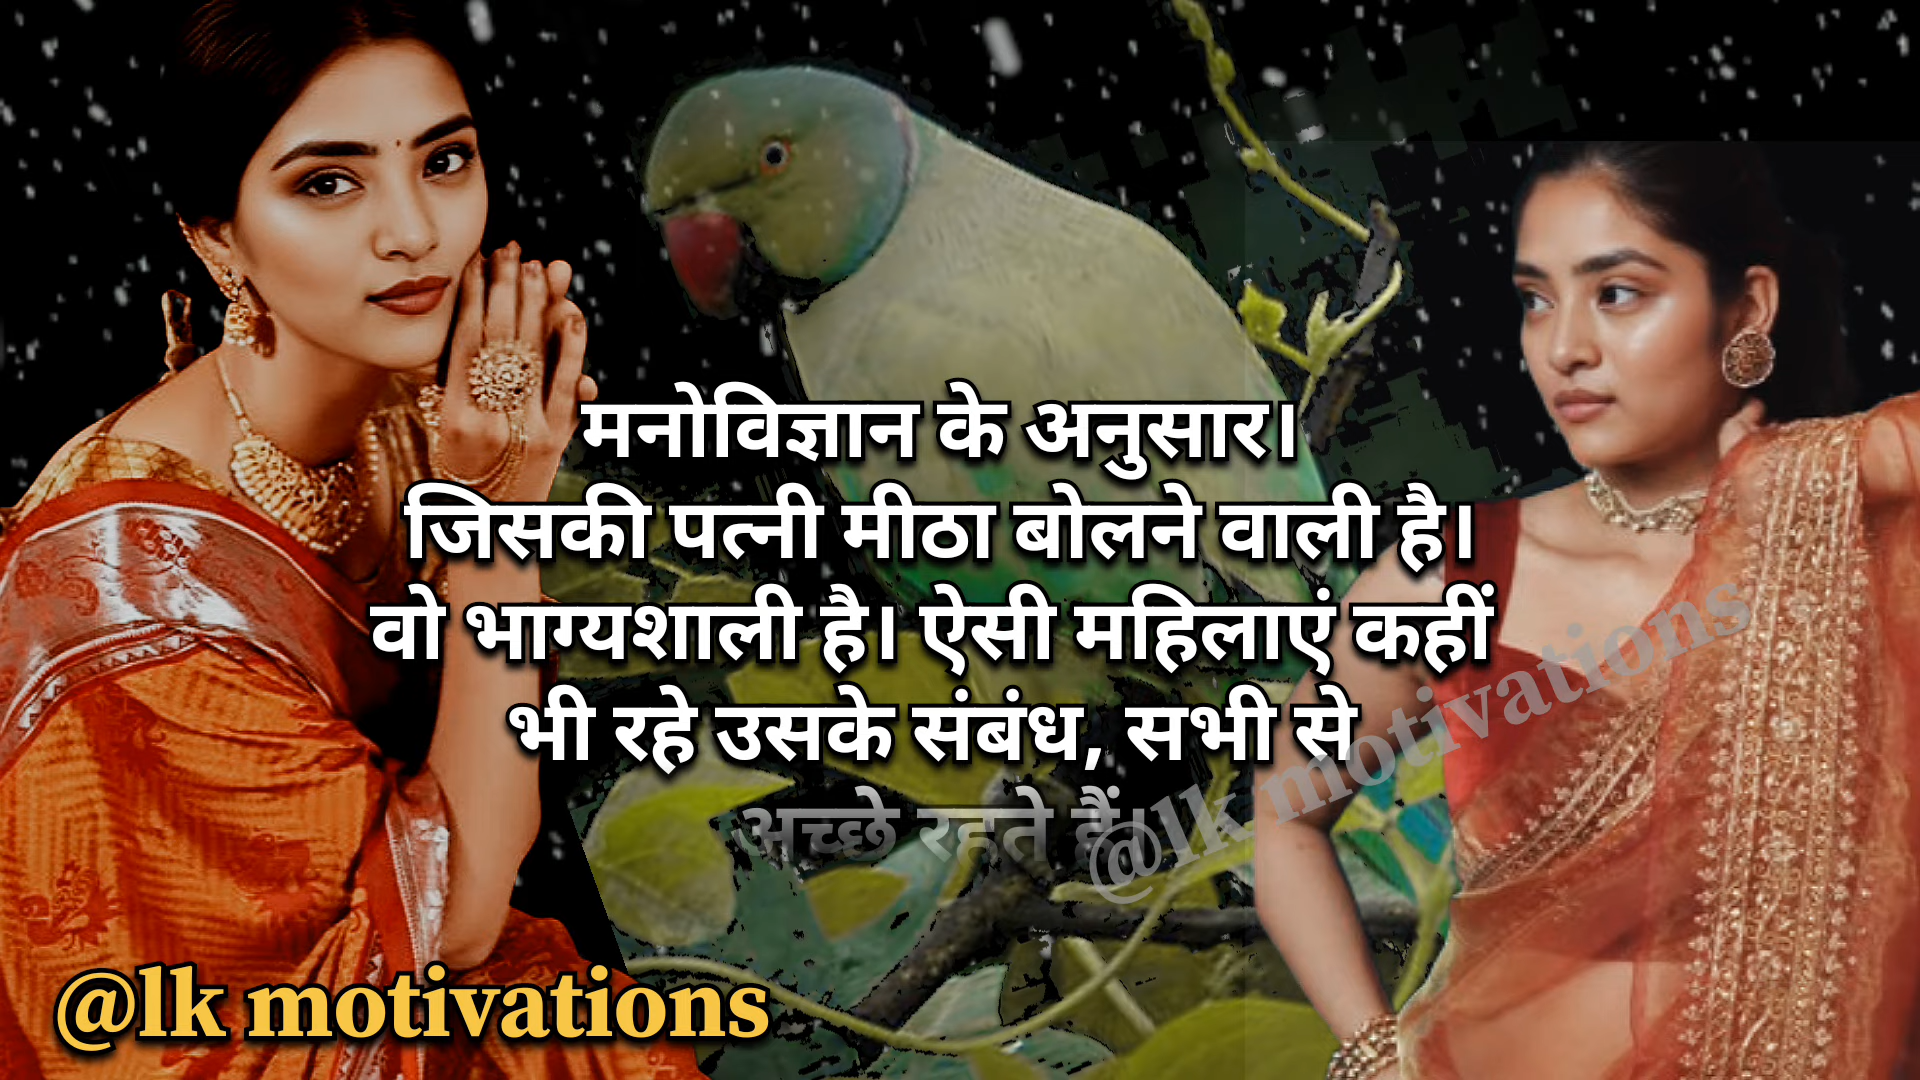 मनोविज्ञान के अनुसार।
जिसकी पत्नी मीठा बोलने वाली है।
वो भाग्यशाली है। ऐसी महिलाएं कहीं
भी रहे उसके संबंध, सभी से
अच्छे रहते हैं।
@lk motivations
@lk motivations